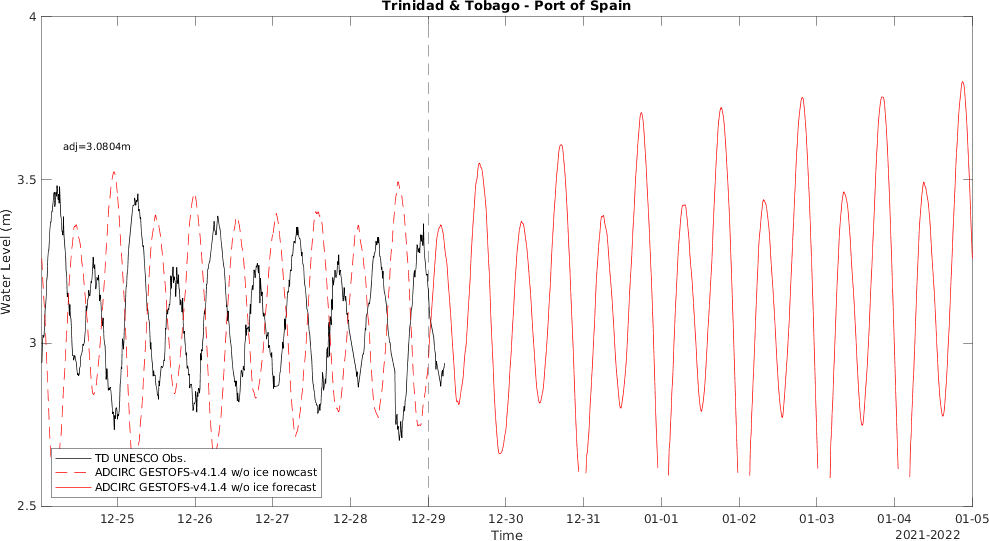 Trinidad & Tobago - Port of Spain
4
adj=3.0804m
3.5
Water Level (m)
3
TD UNESCO Obs.
ADCIRC GESTOFS-v4.1.4 w/o ice nowcast
ADCIRC GESTOFS-v4.1.4 w/o ice forecast
2.5
12-25 12-26 12-27 12-28 12-29 12-30 12-31 01-01 01-02 01-03 01-04 01-05
Time
2021-2022